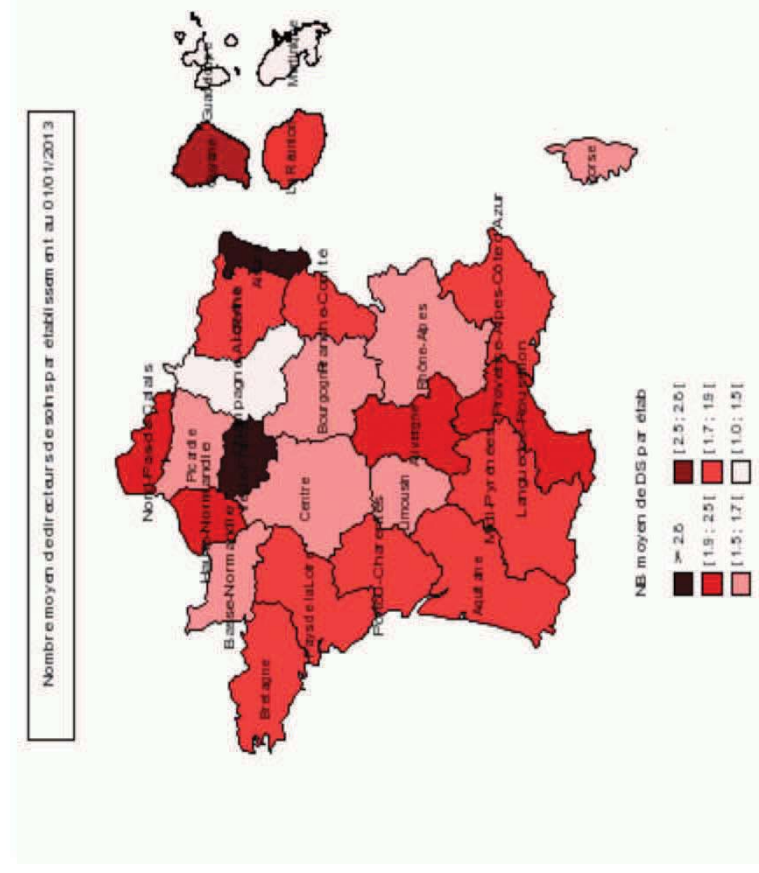 Nombre moyen de directeurs de soins par établissement au 01/01/2013
Guadeloupe
Martinique
Guyane
La Réunion
Corse
Nord-Pas-de-Calais
Picardie
Haute-Normandie
Basse-Normandie
Lorraine
Franche-Comté
Bourgogne
Centre
Pays de la Loire
Bretagne
Poitou-Charentes
Limousin
Auvergne
Rhône-Alpes
Provence-Alpes-Côte d'Azur
Languedoc-Roussillon
Midi-Pyrénées
Aquitaine
NB moyen de DS par étab
>= 2.6
[2.5 ; 2.6[
[1.9 ; 2.5[
[1.7 ; 1.9[
[1.5 ; 1.7[
[1.0 ; 1.5[